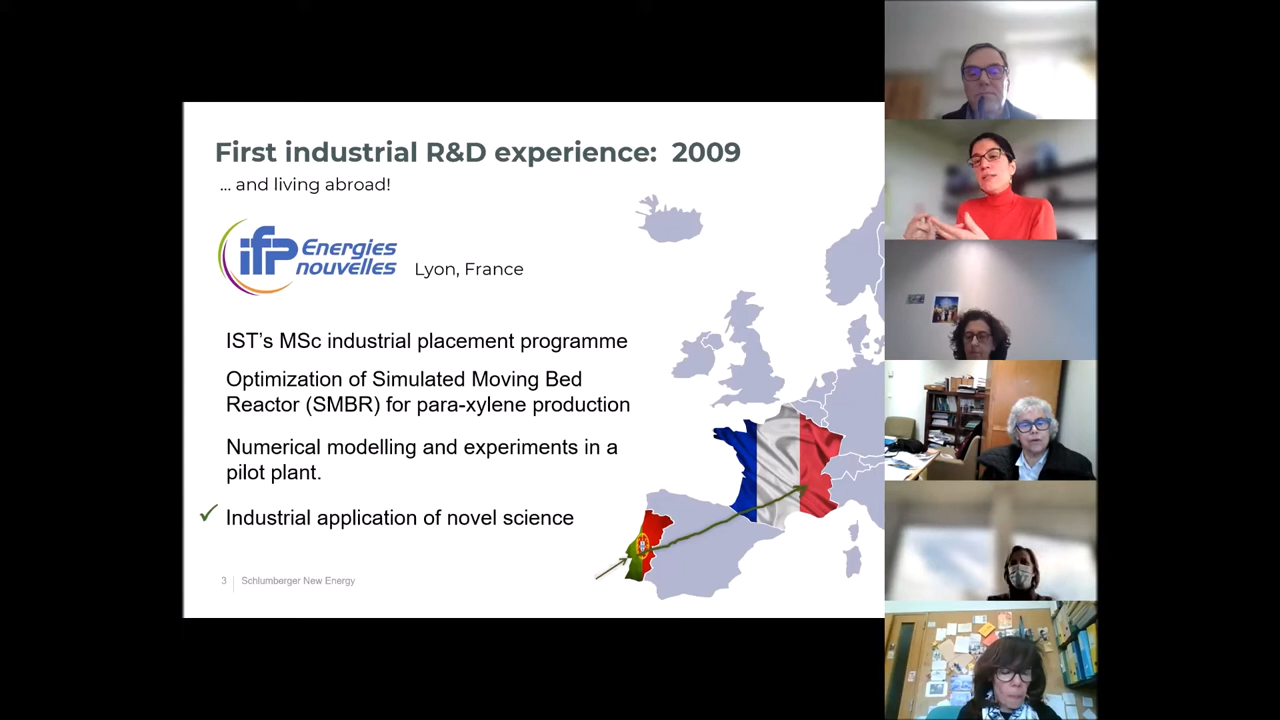 First industrial R&D experience: 2009
... and living abroad!
ifp Energies
nouvelles
Lyon, France
IST's MSc industrial placement programme
Optimization of Simulated Moving Bed
Reactor (SMBR) for para-xylene production
Numerical modelling and experiments in a
pilot plant.
Industrial application of novel science
3 Schlumberger New Energy